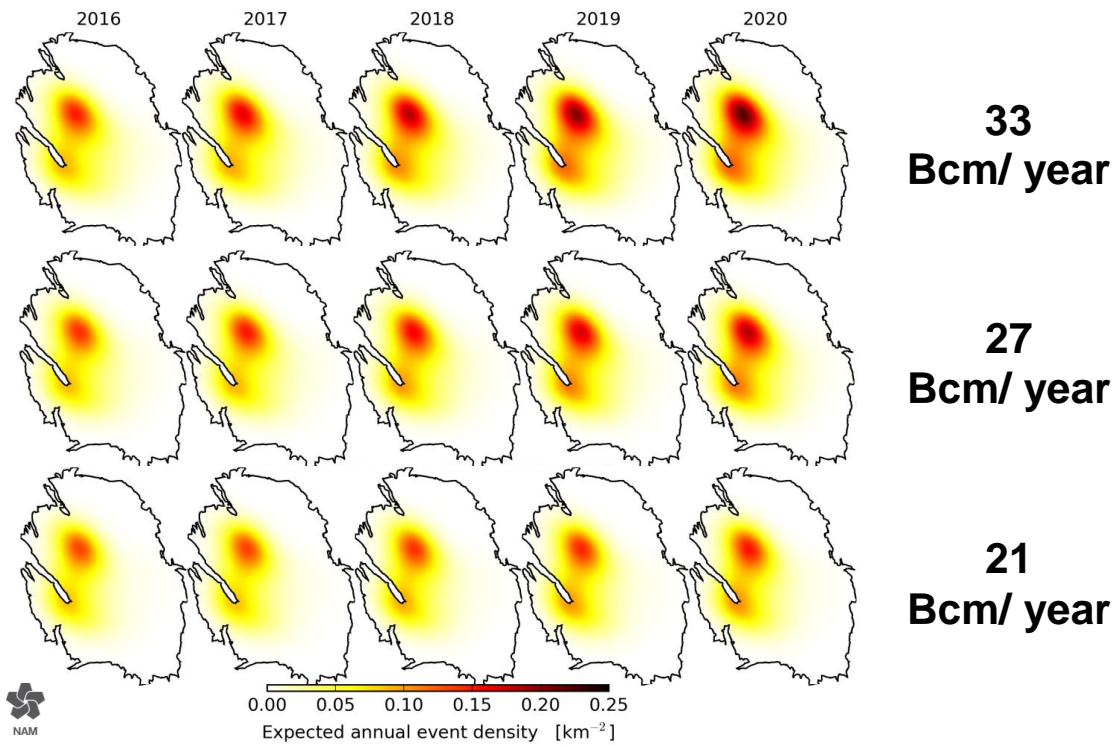 2016 2017 2018 2019 2020
33
Bcm/ year
27
Bcm/ year
21
Bcm/ year
0.00 0.05 0.10 0.15 0.20 0.25
Expected annual event density [km⁻²]
NAM